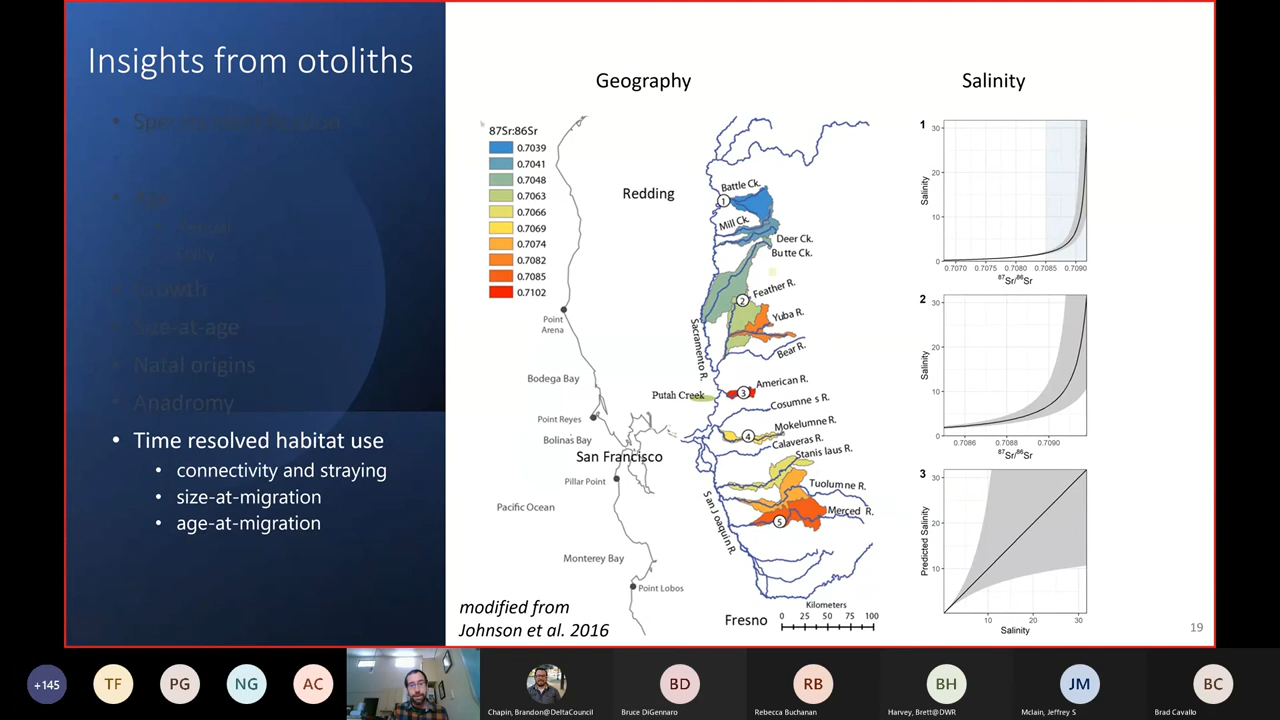 Insights from otoliths
Age
Growth
Size-at-age
Natal origins
Anadromy
Time resolved habitat use
connectivity and straying
size-at-migration
age-at-migration
Geography
Salinity
87Sr:86Sr
0.7039
0.7041
0.7048
0.7063
0.7066
0.7069
0.7074
0.7082
0.7085
0.7102
Redding
Battle Ck.
1
Mill Ck.
Deer Ck.
Butte Ck.
Feather R.
2
Yuba R.
Sacramento R.
Bear R.
Point
Arena
Bodega Bay
Putah Creek
American R.
3
Cosumne s R.
Point Reyes
Mokelumne R.
4
Bolinas Bay
Calaveras R.
San Francisco
Stanis laus R.
Pillar Point
Tuolumne R.
Pacific Ocean
San Joaquin R.
Merced R.
5
Monterey Bay
Point Lobos
modified from
Johnson et al. 2016
Fresno
Kilometers
0 25 50 75 100
1
Salinity
30
20
10
0
0.7070 0.7075 0.7080 0.7085 0.7090
87Sr/86Sr
2
Salinity
30
20
10
0
0.7086 0.7088 0.7090
87Sr/86Sr
3
Predicted Salinity
30
20
10
10 20 30
Salinity
19
+145
TF
PG
NG
AC
Chapin, Brandon@DeltaCouncil
BD
Bruce DiGennaro
RB
Rebecca Buchanan
BH
Harvey, Brett@DWR
JM
Mclain, Jeffrey S
BC
Brad Cavallo